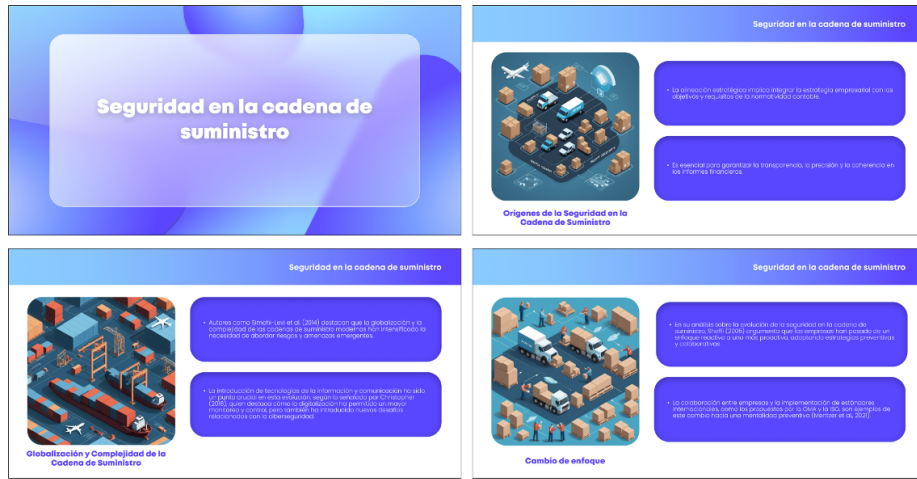 Seguridad en la cadena de
suministro
Seguridad en la cadena de suministro
• La alineación estratégica implica integrar la estrategia empresarial con los
objetivos y requisitos de la normatividad contable.
• Es esencial para garantizar la transparencia, la precisión y la coherencia en
los informes financieros.
Orígenes de la Seguridad en la
Cadena de Suministro
Seguridad en la cadena de suministro
• Autores como Simchi-Levi et al. (2014) destacan que la globalización y la
complejidad de las cadenas de suministro modernas han intensificado la
necesidad de abordar riesgos y amenazas emergentes.
• La introducción de tecnologías de la información y comunicación ha sido
un punto crucial en esta evolución, según lo señalado por Christopher
(2016), quien destaca cómo la digitalización ha permitido un mayor
monitoreo y control, pero también ha introducido nuevos desafíos
relacionados con la ciberseguridad.
Globalización y Complejidad de la
Cadena de Suministro
Seguridad en la cadena de suministro
• En su análisis sobre la evolución de la seguridad en la cadena de
suministro, Sheffi (2005) argumenta que las empresas han pasado de un
enfoque reactivo a uno más proactivo, adoptando estrategias preventivas
y colaborativas.
• La colaboración entre empresas y la implementación de estándares
internacionales, como los propuestos por la OMA y la ISO, son ejemplos de
este cambio hacia una mentalidad preventiva (Mentzer et al., 2021).
Cambio de enfoque